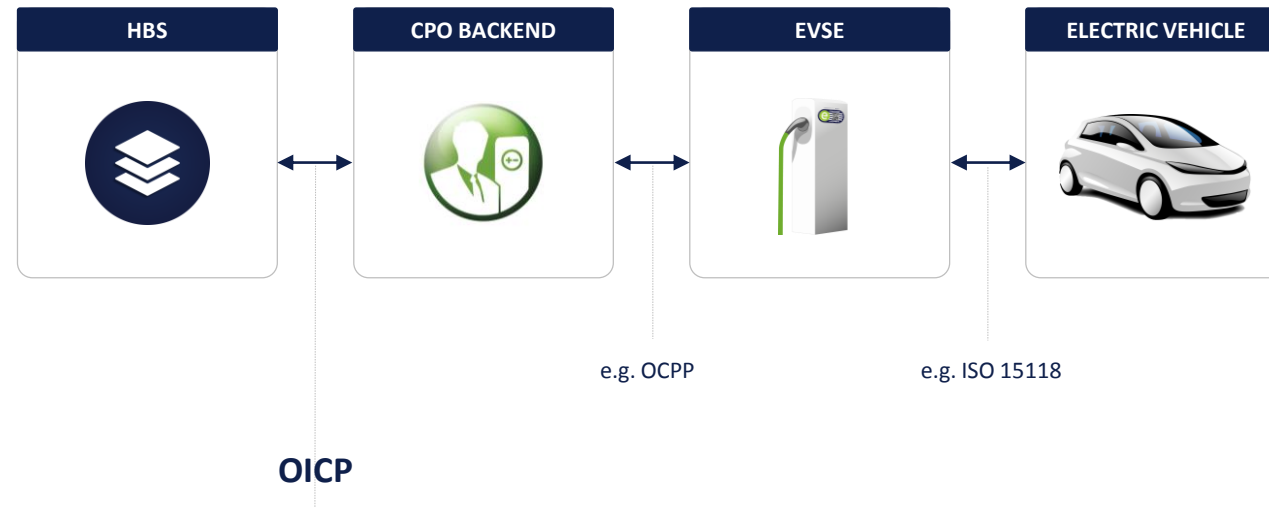 HBS
CPO BACKEND
EVSE
ELECTRIC VEHICLE
e.g. OCPP
e.g. ISO 15118
OICP